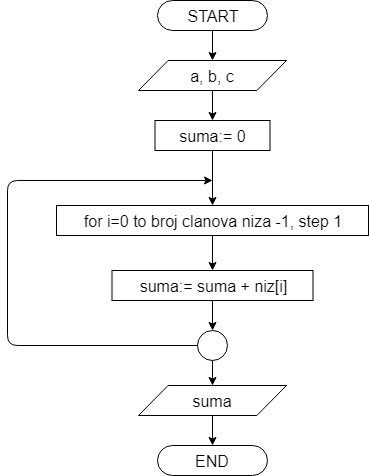 START
a, b, c
suma:= 0
for i=0 to broj clanova niza -1, step 1
suma:= suma + niz[i]
suma
END